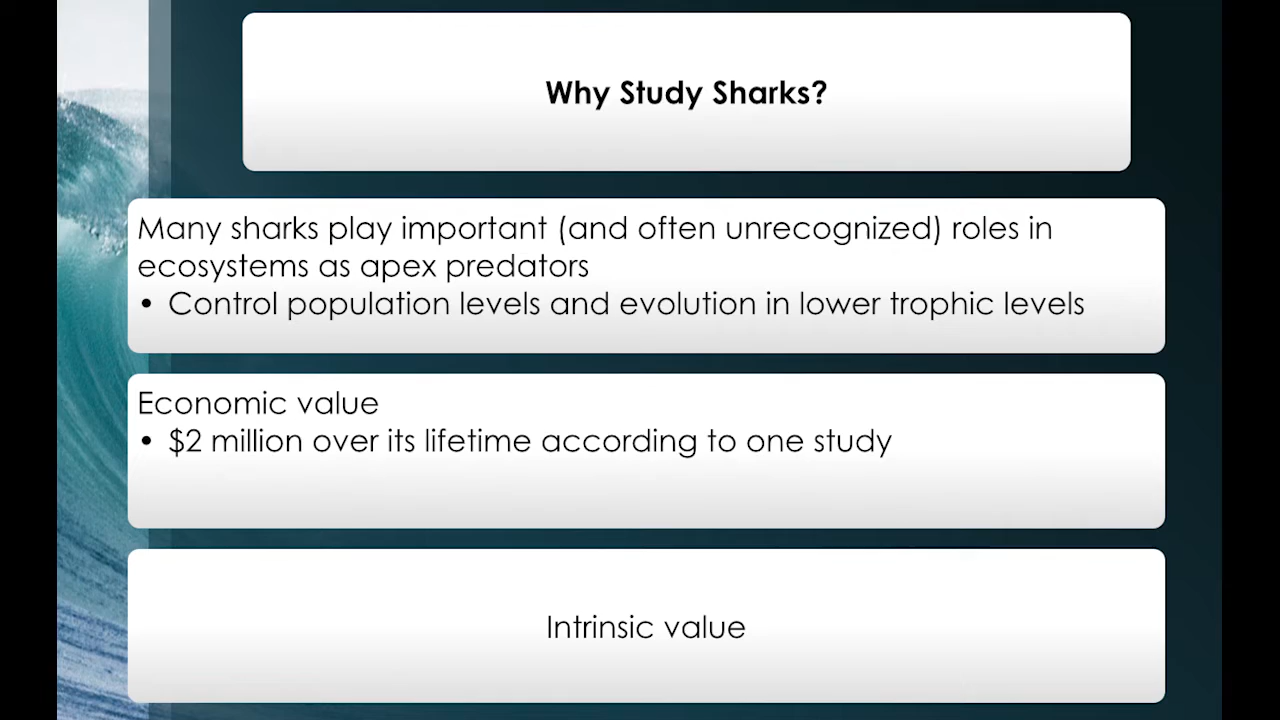 Why Study Sharks?
Many sharks play important (and often unrecognized) roles in
ecosystems as apex predators
• Control population levels and evolution in lower trophic levels
Economic value
• $2 million over its lifetime according to one study
Intrinsic value